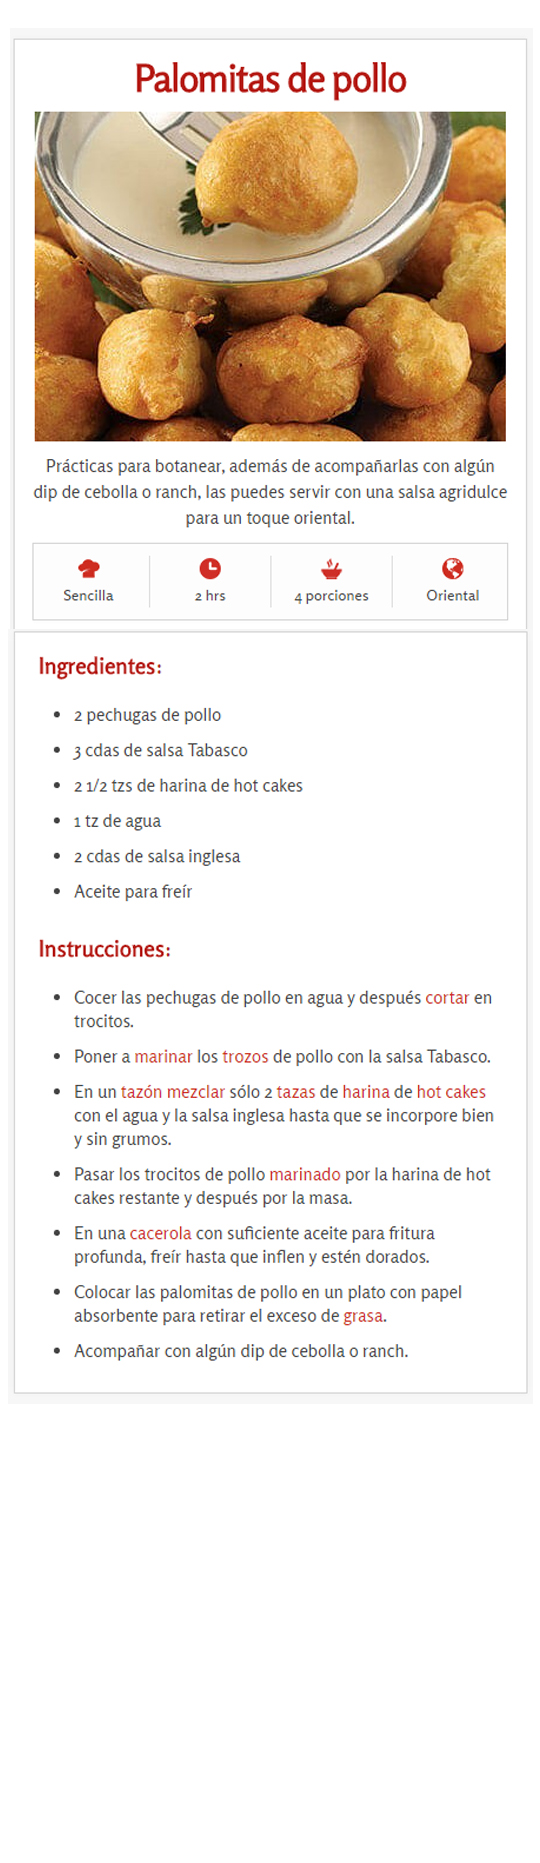 Palomitas de pollo
Prácticas para botanear, además de acompañarlas con algún
dip de cebolla o ranch, las puedes servir con una salsa agridulce
para un toque oriental.
Sencilla
2 hrs
4 porciones
Oriental
Ingredientes:
• 2 pechugas de pollo
• 3 cdas de salsa Tabasco
• 2 1/2 tzs de harina de hot cakes
• 1 tz de agua
• 2 cdas de salsa inglesa
• Aceite para freír
Instrucciones:
• Cocer las pechugas de pollo en agua y después cortar en
trocitos.
• Poner a marinar los trozos de pollo con la salsa Tabasco.
• En un tazón mezclar sólo 2 tazas de harina de hot cakes
con el agua y la salsa inglesa hasta que se incorpore bien
y sin grumos.
• Pasar los trocitos de pollo marinado por la harina de hot
cakes restante y después por la masa.
• En una cacerola con suficiente aceite para fritura
profunda, freír hasta que inflen y estén dorados.
• Colocar las palomitas de pollo en un plato con papel
absorbente para retirar el exceso de grasa.
• Acompañar con algún dip de cebolla o ranch.